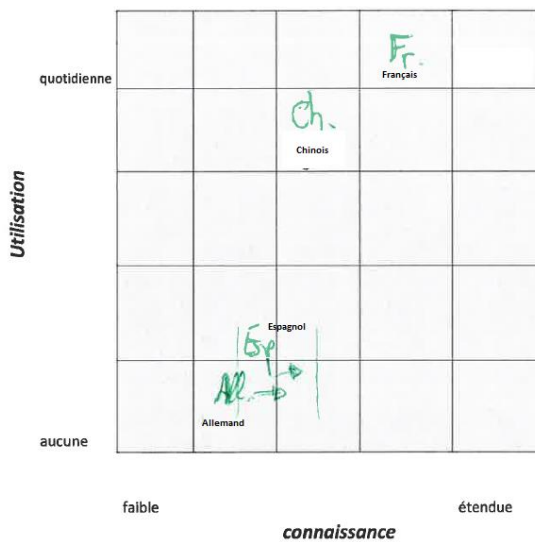 Fr.
Français
quotidienne
Ch.
Chinois
Utilisation
Espagnol
Esp
All.
Allemand
aucune
faible
étendue
connaissance